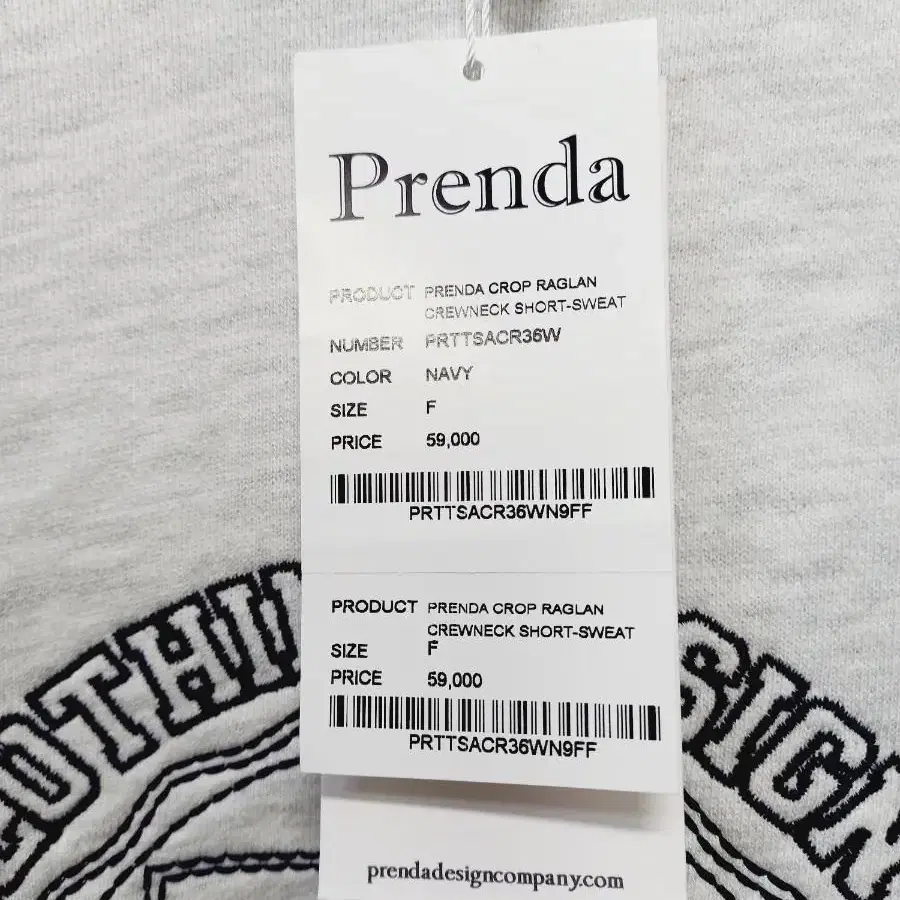 Prenda
PRODUCT PRENDA CROP RAGLAN
CREWNECK SHORT-SWEAT
NUMBER PRTTSACR36W
COLOR NAVY
SIZE F
PRICE 59,000
PRTTSACR36WN9FF
PRODUCT PRENDA CROP RAGLAN
CREWNECK SHORT-SWEAT
SIZE F
PRICE 59,000
PRTTSACR36WN9FF
prendadesigncompany.com